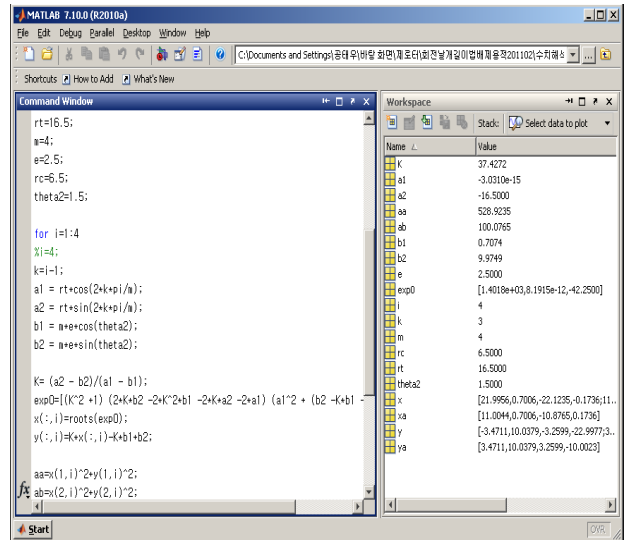 MATLAB 7.10.0 (R2010a)
File Edit Debug Parallel Desktop Window Help
C:\Documents and Settings\공태우\바탕 화면\제로터\회전날개깊이법배제용적201102\수치해석
Shortcuts How to Add What's New
Command Window
rt=16.5;
m=4;
e=2.5;
rc=6.5;
theta2=1.5;
for i=1:4
%i=4;
k=i-1;
a1 = rt*cos(2*k*pi/m);
a2 = rt*sin(2*k*pi/m);
b1 = m*e*cos(theta2);
b2 = m*e*sin(theta2);
K= (a2 - b2)/(a1 - b1);
exp0=[(K^2 +1) (2*K*b2 -2*K^2*b1 -2*K*a2 -2*a1) (a1^2 + (b2 -K*b1 -
x(:,i)=roots(exp0);
y(:,i)=K*x(:,i)-K*b1+b2;
aa=x(1,i)^2+y(1,i)^2;
fx ab=x(2,i)^2+y(2,i)^2;
Workspace
Stack: Select data to plot
Name Value
K 37.4272
a1 -3.0310e-15
a2 -16.5000
aa 528.9235
ab 100.0765
b1 0.7074
b2 9.9749
e 2.5000
exp0 [1.4018e+03,8.1915e-12,-42.2500]
i 4
k 3
m 4
rc 6.5000
rt 16.5000
theta2 1.5000
x [21.9956,0.7006,-22.1235,-0.1736;11...
xa [11.0044,0.7006,-10.8765,0.1736]
y [-3.4711,10.0379,-3.2599,-22.9977;3...
ya [3.4711,10.0379,3.2599,-10.0023]
Start
OVR